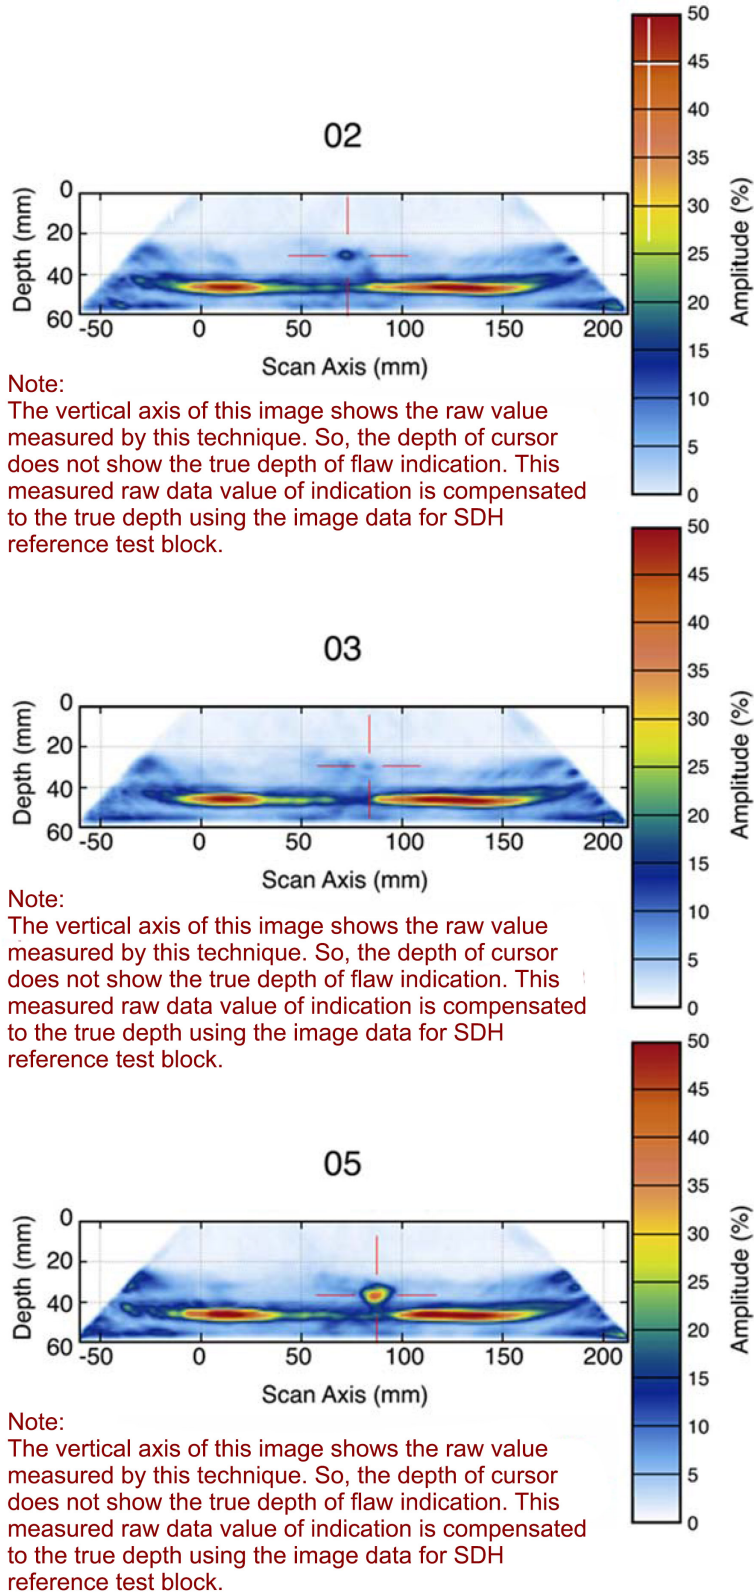 50
45
40
35
30
25
20
15
10
5
0
Amplitude (%)
02
0
20
40
60
Depth (mm)
-50 0 50 100 150 200
Scan Axis (mm)
Note:
The vertical axis of this image shows the raw value
measured by this technique. So, the depth of cursor
does not show the true depth of flaw indication. This
measured raw data value of indication is compensated
to the true depth using the image data for SDH
reference test block.
50
45
40
35
30
25
20
15
10
5
0
Amplitude (%)
03
0
20
40
60
Depth (mm)
-50 0 50 100 150 200
Scan Axis (mm)
Note:
The vertical axis of this image shows the raw value
measured by this technique. So, the depth of cursor
does not show the true depth of flaw indication. This
measured raw data value of indication is compensated
to the true depth using the image data for SDH
reference test block.
50
45
40
35
30
25
20
15
10
5
0
Amplitude (%)
05
0
20
40
60
Depth (mm)
-50 0 50 100 150 200
Scan Axis (mm)
Note:
The vertical axis of this image shows the raw value
measured by this technique. So, the depth of cursor
does not show the true depth of flaw indication. This
measured raw data value of indication is compensated
to the true depth using the image data for SDH
reference test block.